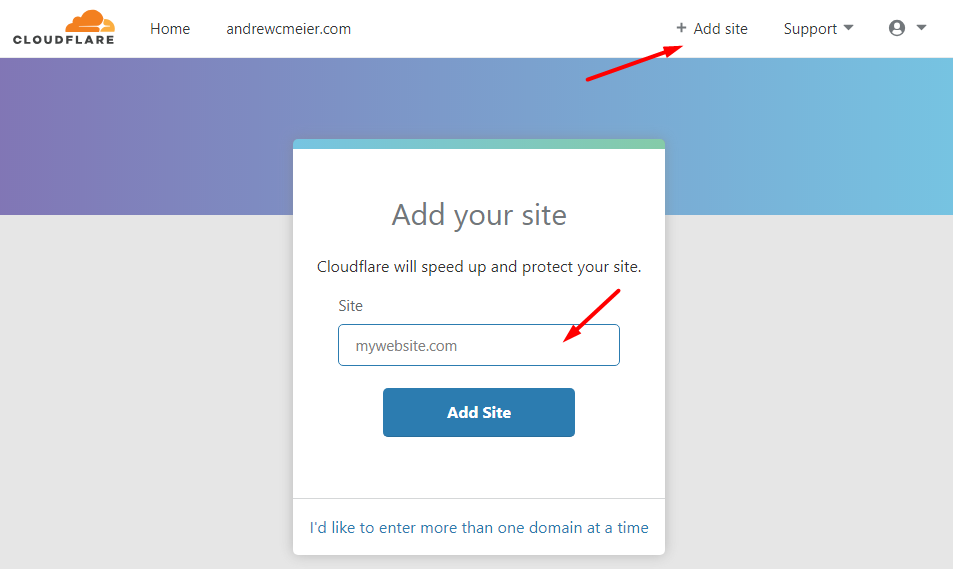 CLOUDFLARE Home andrewcmeier.com + Add site Support
Add your site
Cloudflare will speed up and protect your site.
Site
mywebsite.com
Add Site
I'd like to enter more than one domain at a time